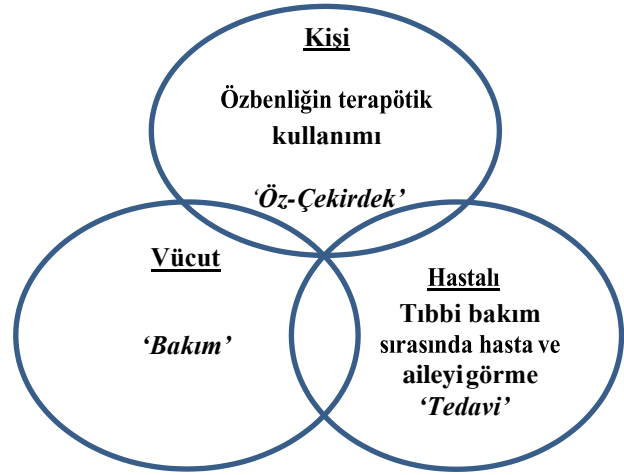 Kişi
Özbenliğin terapötik
kullanımı
‘Öz-Çekirdek’
Vücut
‘Bakım’
Hastalı
Tıbbi bakım
sırasında hasta ve
aileyi görme
‘Tedavi’